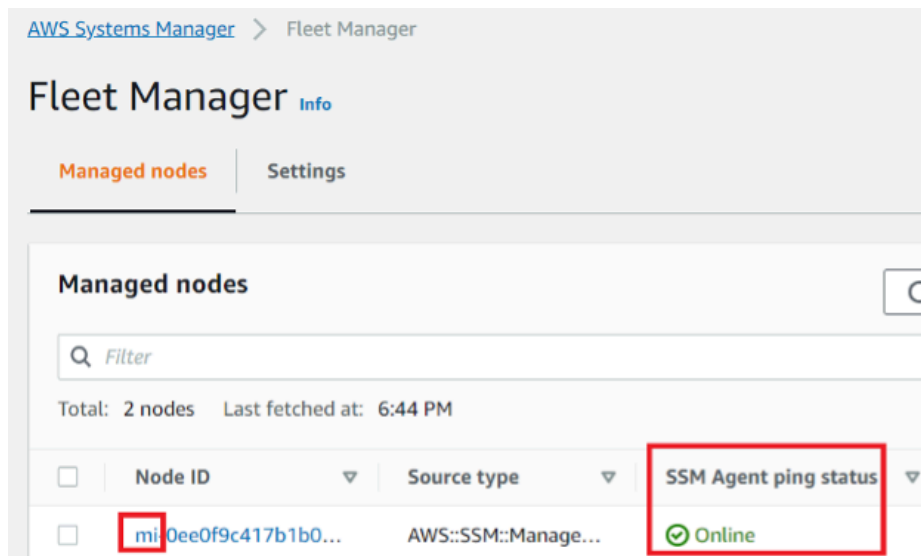 AWS Systems Manager > Fleet Manager
Fleet Manager Info
Managed nodes Settings
Managed nodes
Filter
Total: 2 nodes Last fetched at: 6:44 PM
Node ID Source type SSM Agent ping status
mi-0ee0f9c417b1b0... AWS::SSM::Manage... Online